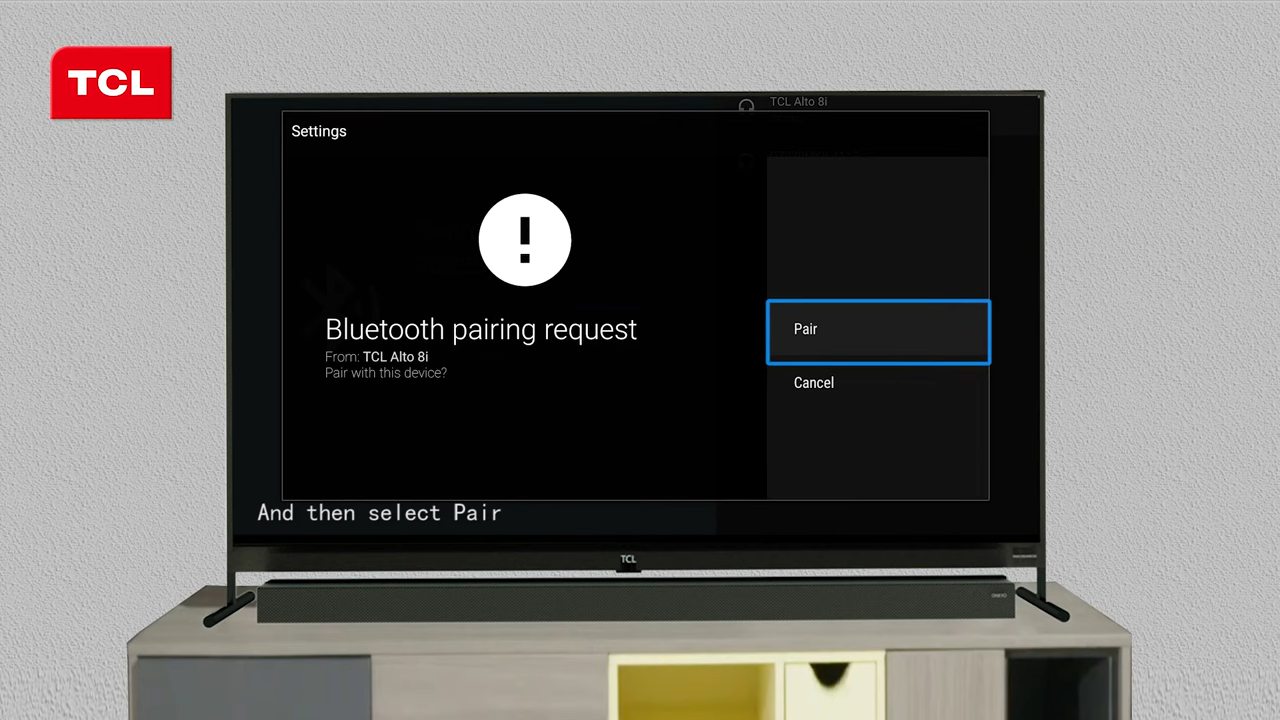 TCL
TCL Alto 8i
Settings
Bluetooth pairing request
From: TCL Alto 8i
Pair with this device?
Pair
Cancel
And then select Pair
TCL
ONKYO